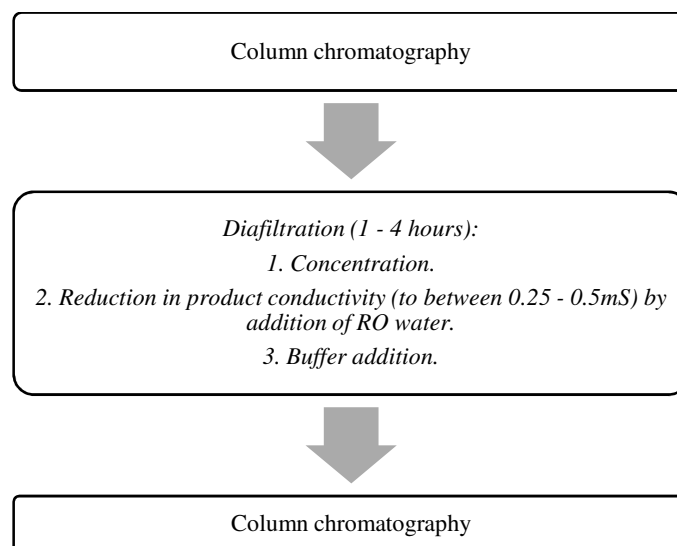 Column chromatography
Diafiltration (1 - 4 hours):
1. Concentration.
2. Reduction in product conductivity (to between 0.25 - 0.5mS) by
addition of RO water.
3. Buffer addition.
Column chromatography